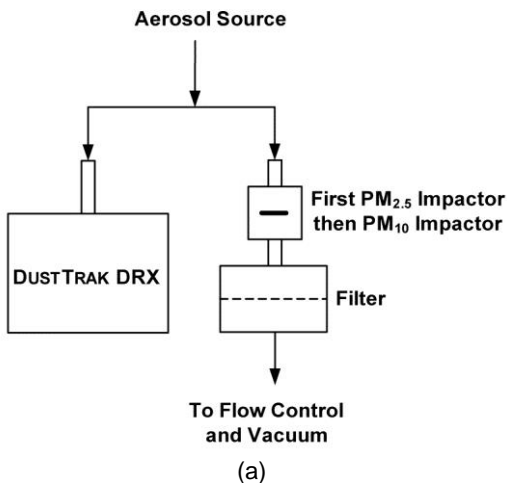 Aerosol Source
First PM2.5 Impactor
then PM10 Impactor
DUSTTRAK DRX
Filter
To Flow Control
and Vacuum
(a)